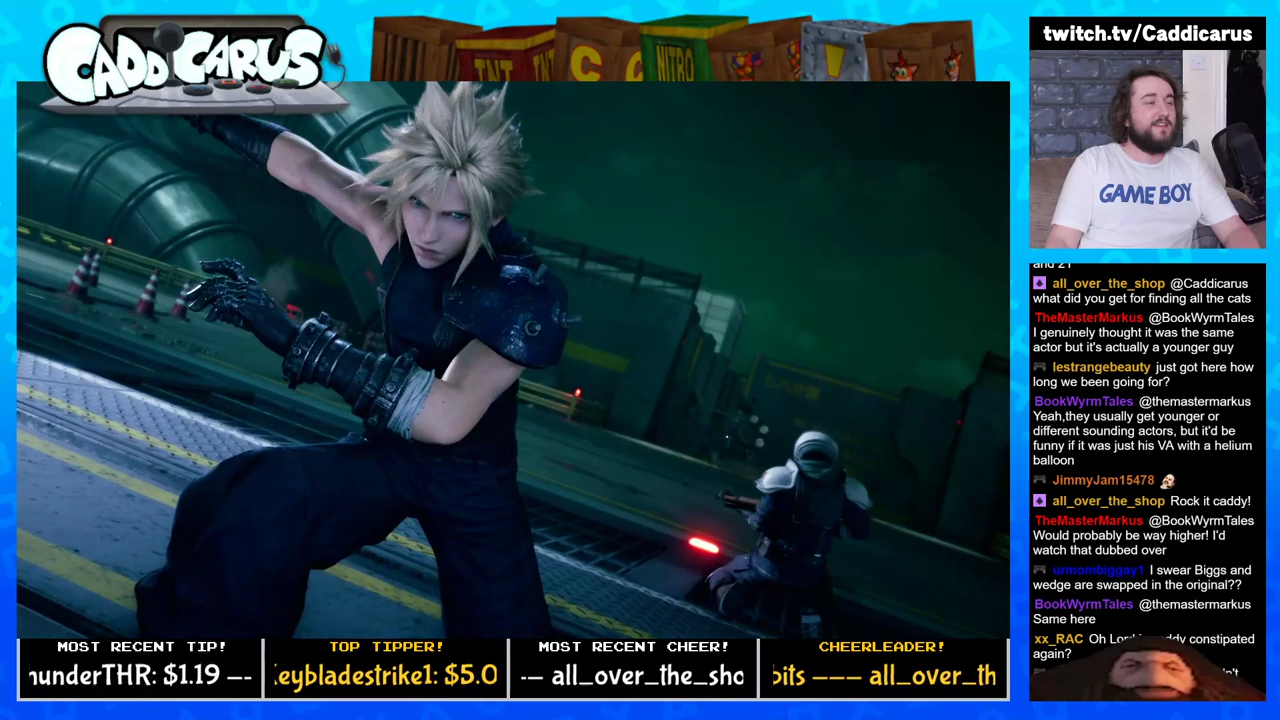 CADDICARUS
TNT TNT
C C
NITRO
twitch.tv/Caddicarus
GAME BOY
and 21
all_over_the_shop @Caddicarus
what did you get for finding all the cats
TheMasterMarkus @BookWyrmTales
I genuinely thought it was the same
actor but it's actually a younger guy
lestrangebeauty just got here how
long we been going for?
BookWyrmTales @themastermarkus
Yeah,they usually get younger or
different sounding actors, but it'd be
funny if it was just his VA with a helium
balloon
JimmyJam15478
all_over_the_shop Rock it caddy!
TheMasterMarkus @BookWyrmTales
Would probably be way higher! I'd
watch that dubbed over
urmombiggay1 I swear Biggs and
wedge are swapped in the original??
BookWyrmTales @themastermarkus
Same here
xx_RAC Oh Lord constipated
again?
MOST RECENT TIP!
hunderTHR: $1.19 --
TOP TIPPER!
eybladestrike1: $5.0
MOST RECENT CHEER!
-- all_over_the_sho
CHEERLEADER!
bits --- all_over_th